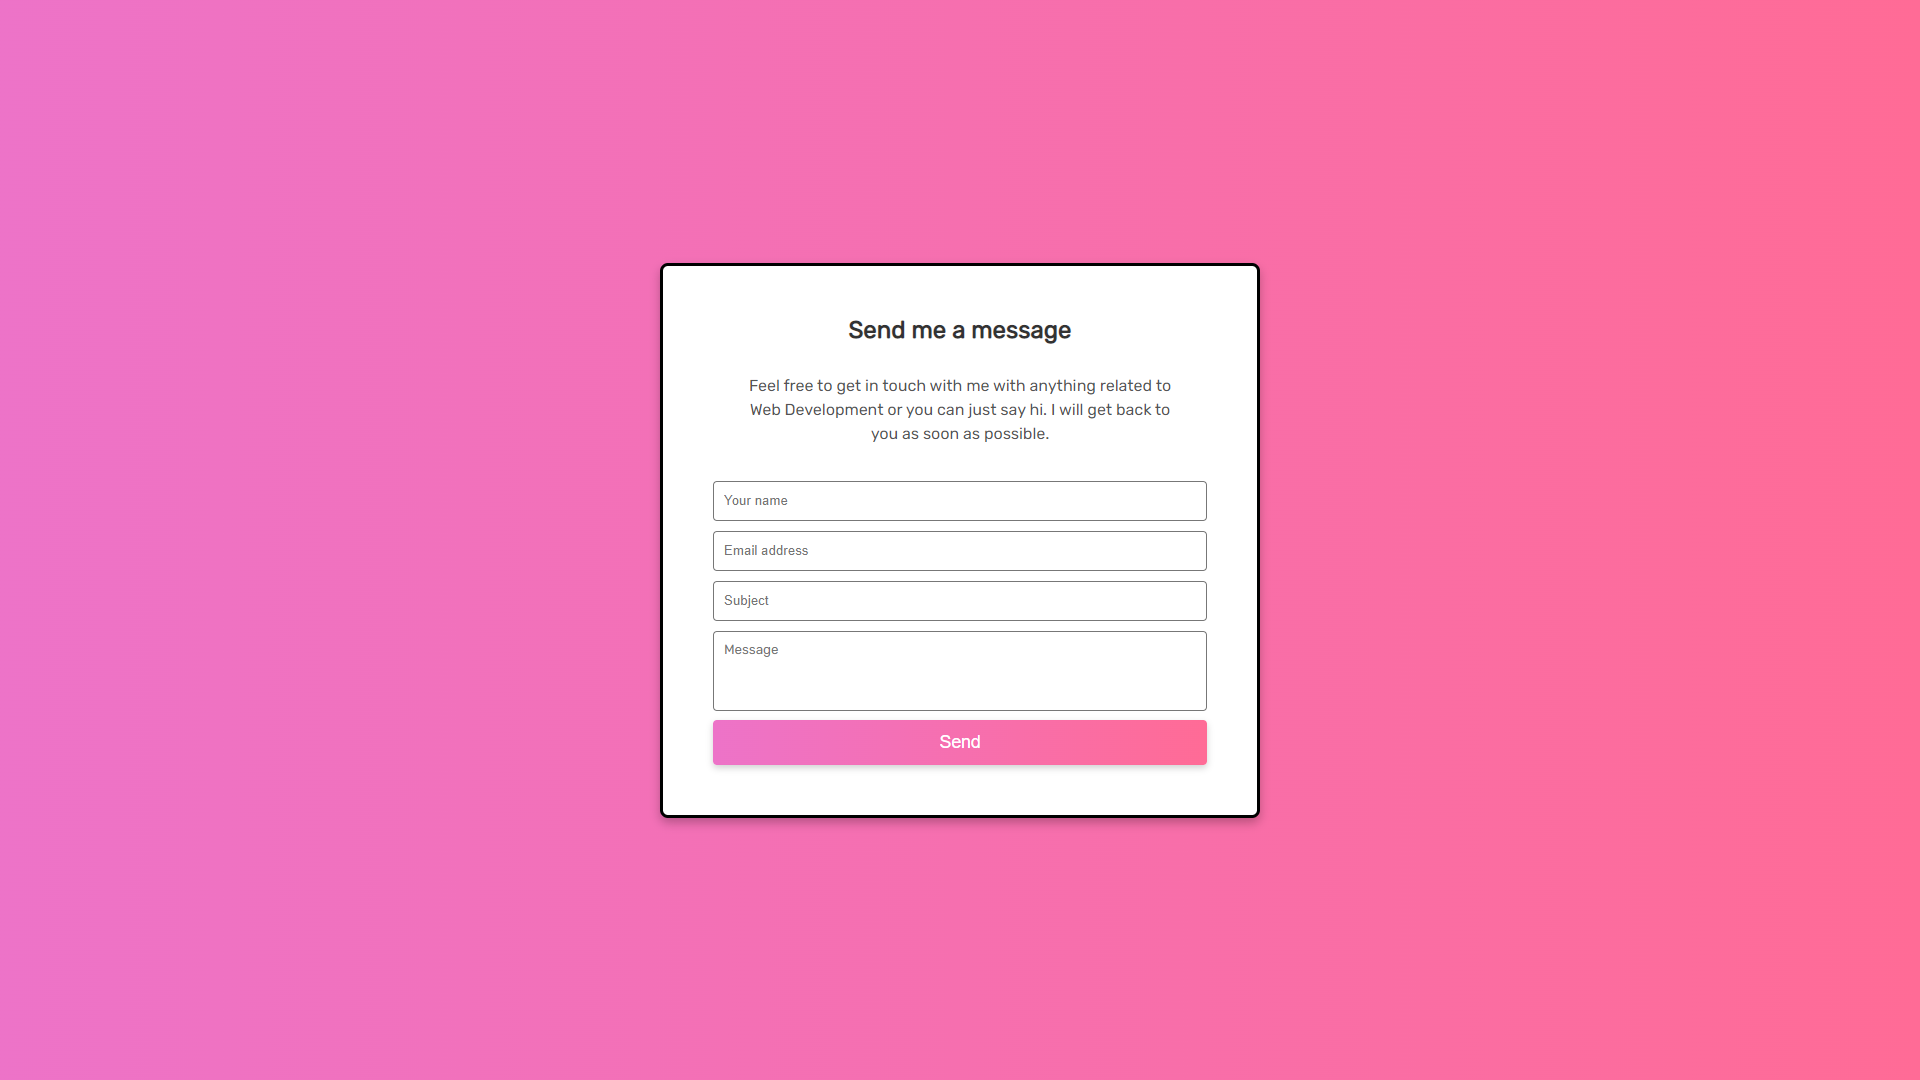 Send me a message
Feel free to get in touch with me with anything related to
Web Development or you can just say hi. I will get back to
you as soon as possible.
Your name
Email address
Subject
Message
Send